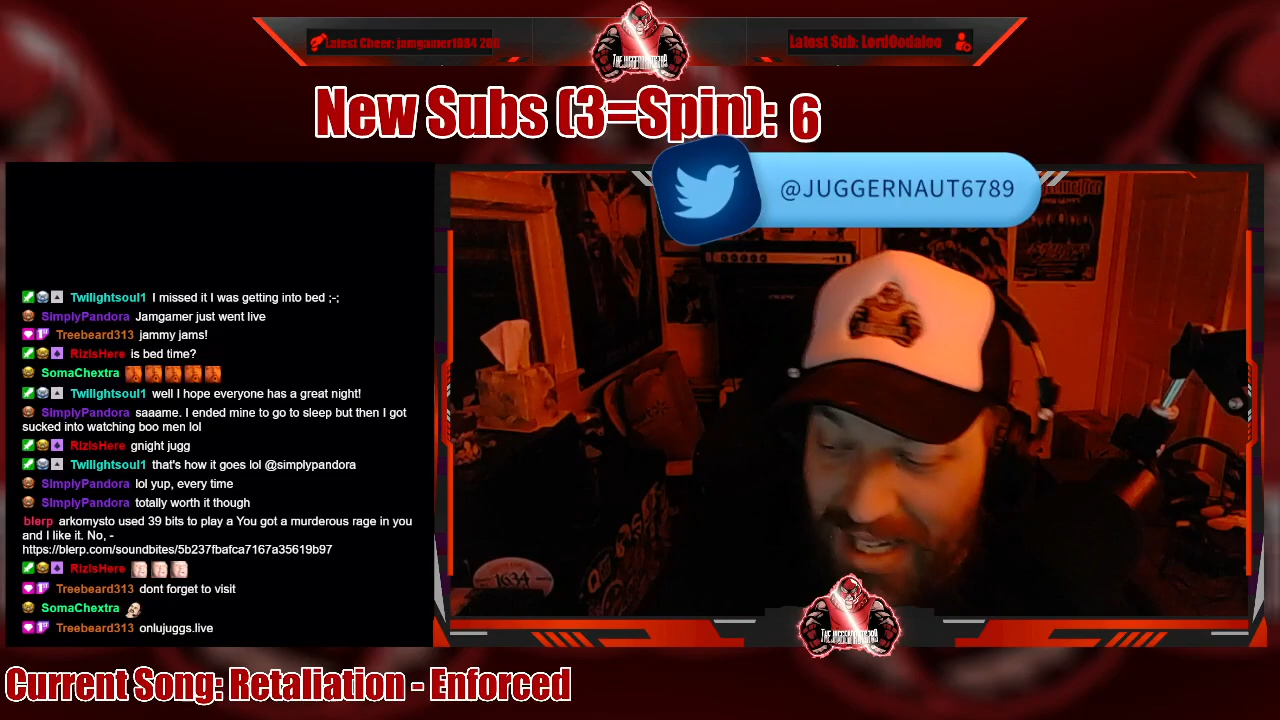 Latest Cheer: jamgamer1984 200
THEJUGGERNAUT6789
Latest Sub: LordOodaloo
New Subs (3=Spin): 6
@JUGGERNAUT6789
Twilightsoul1 I missed it I was getting into bed ;-;
SimplyPandora Jamgamer just went live
Treebeard313 jammy jams!
RizIsHere is bed time?
SomaChextra
Twilightsoul1 well I hope everyone has a great night!
SimplyPandora saaame. I ended mine to go to sleep but then I got
sucked into watching boo men lol
RizIsHere gnight jugg
Twilightsoul1 that's how it goes lol @simplypandora
SimplyPandora lol yup, every time
SimplyPandora totally worth it though
blerp arkomysto used 39 bits to play a You got a murderous rage in you
and I like it. No, -
https://blerp.com/soundbites/5b237fbafca7167a35619b97
RizIsHere
Treebeard313 dont forget to visit
SomaChextra
Treebeard313 onlujuggs.live
1634
THEJUGGERNAUT6789
Current Song: Retaliation - Enforced